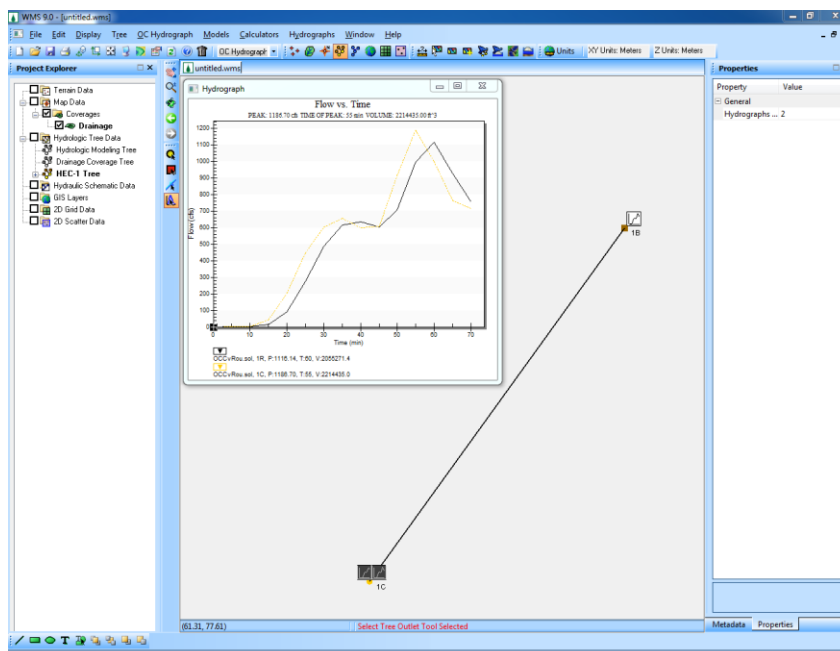 WMS 9.0 - [untitled.wms]
File Edit Display Tree OC Hydrograph Models Calculators Hydrographs Window Help
OC Hydrograph Units XY Units: Meters Z Units: Meters
Project Explorer
Terrain Data
Map Data
Coverages
Drainage
Hydrologic Tree Data
Hydrologic Modeling Tree
Drainage Coverage Tree
HEC-1 Tree
Hydraulic Schematic Data
GIS Layers
2D Grid Data
2D Scatter Data
untitled.wms
Hydrograph
Flow vs. Time
PEAK: 1186.70 cfs TIME OF PEAK: 55 min VOLUME: 2214435.00 ft^3
1200
1100
1000
900
800
700
600
500
400
300
200
100
0
Flow (cfs)
0 10 20 30 40 50 60 70
Time (min)
OCCvRou.sol, 1R, P:1116.14, T:60, V:2055271.4
OCCvRou.sol, 1C, P:1186.70, T:55, V:2214435.0
1B
1C
Properties
Property Value
General
Hydrographs ... 2
Metadata Properties
(61.31, 77.61) Select Tree Outlet Tool Selected
T